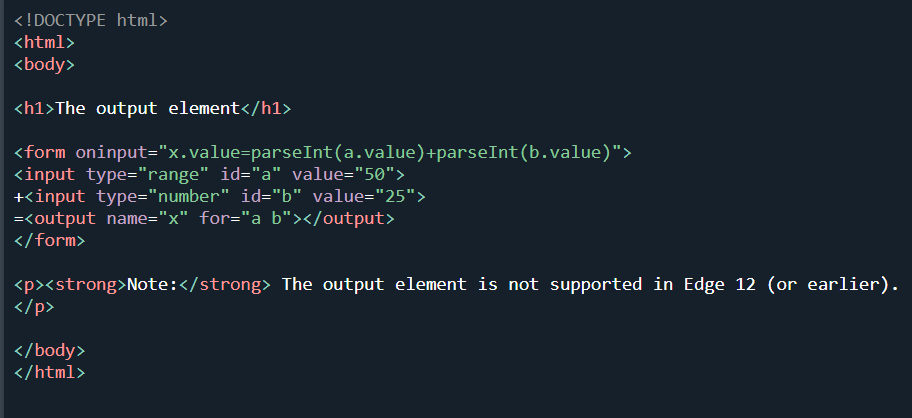 <!DOCTYPE html>
<html>
<body>
<h1>The output element</h1>
<form oninput="x.value=parseInt(a.value)+parseInt(b.value)">
<input type="range" id="a" value="50">
+<input type="number" id="b" value="25">
=<output name="x" for="a b"></output>
</form>
<p><strong>Note:</strong> The output element is not supported in Edge 12 (or earlier).
</p>
</body>
</html>